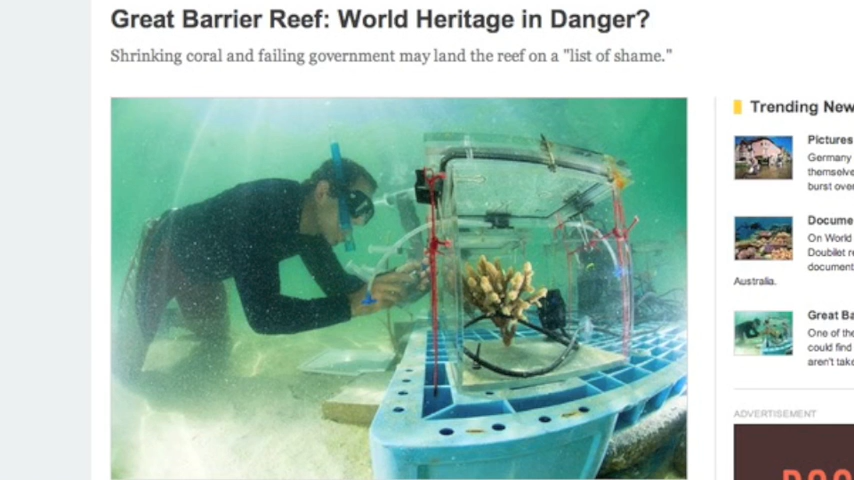 Great Barrier Reef: World Heritage in Danger?
Shrinking coral and failing government may land the reef on a "list of shame."
Trending New
Pictures
Germany
themselve
burst over
Docume
On World
Doubilet re
document
Australia.
Great Ba
One of the
could find
aren't take
ADVERTISEMENT